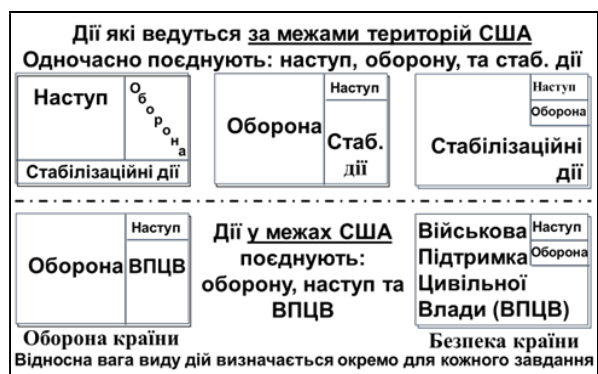 Дії які ведуться за межами територій США
Одночасно поєднують: наступ, оборону, та стаб. дії
Наступ
Оборона
Стабілізаційні дії
Оборона
Наступ
Стаб.
дії
Наступ
Оборона
Стабілізаційні
дії
Оборона
Наступ
ВПЦВ
Оборона країни
Дії у межах США
поєднують:
оборону, наступ та
ВПЦВ
Військова
Підтримка
Цивільної
Влади (ВПЦВ)
Наступ
Оборона
Безпека країни
Відносна вага виду дій визначається окремо для кожного завдання